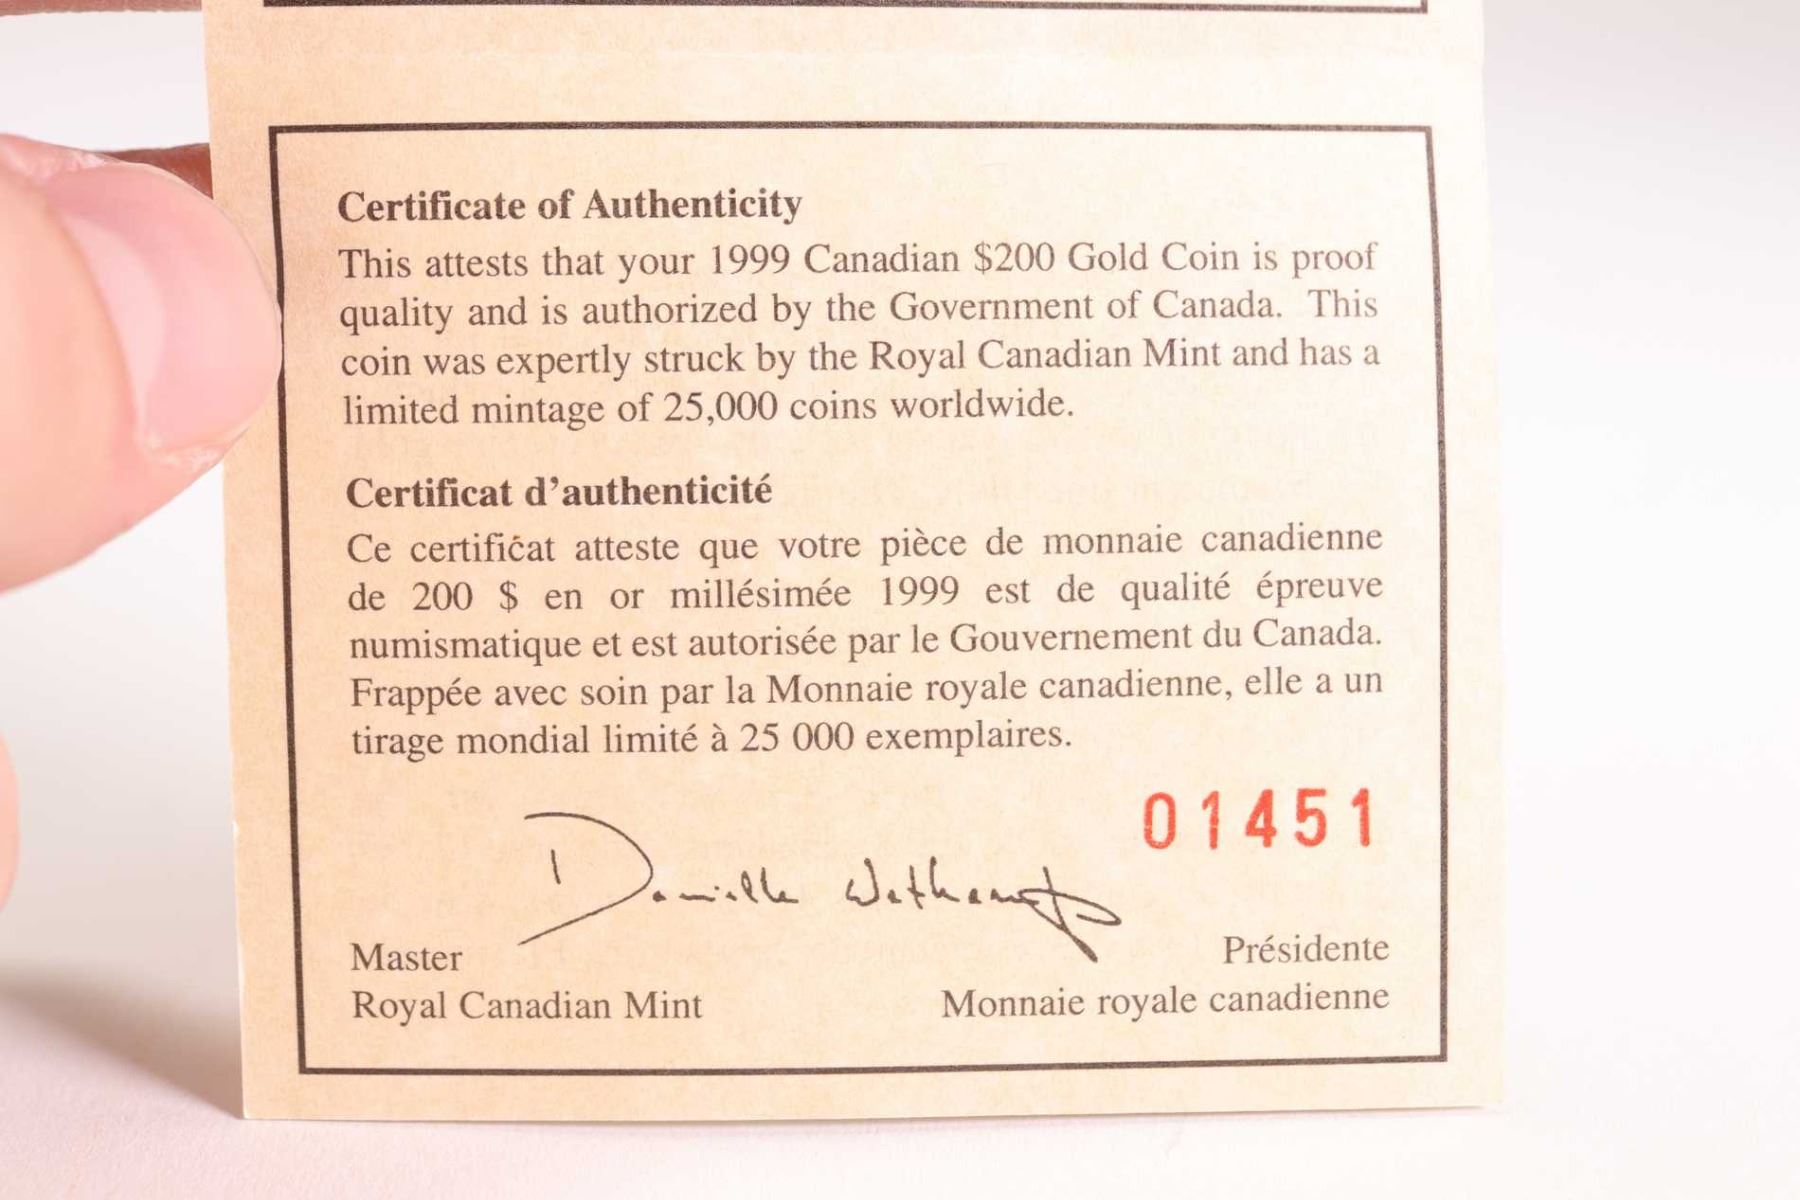 Certificate of Authenticity
This attests that your 1999 Canadian $200 Gold Coin is proof
quality and is authorized by the Government of Canada. This
coin was expertly struck by the Royal Canadian Mint and has a
limited mintage of 25,000 coins worldwide.
Certificat d'authenticité
Ce certificat atteste que votre pièce de monnaie canadienne
de 200 $ en or millésimée 1999 est de qualité épreuve
numismatique et est autorisée par le Gouvernement du Canada.
Frappée avec soin par la Monnaie royale canadienne, elle a un
tirage mondial limité à 25 000 exemplaires.
01451
Danielle
Master
Royal Canadian Mint
Présidente
Monnaie royale canadienne